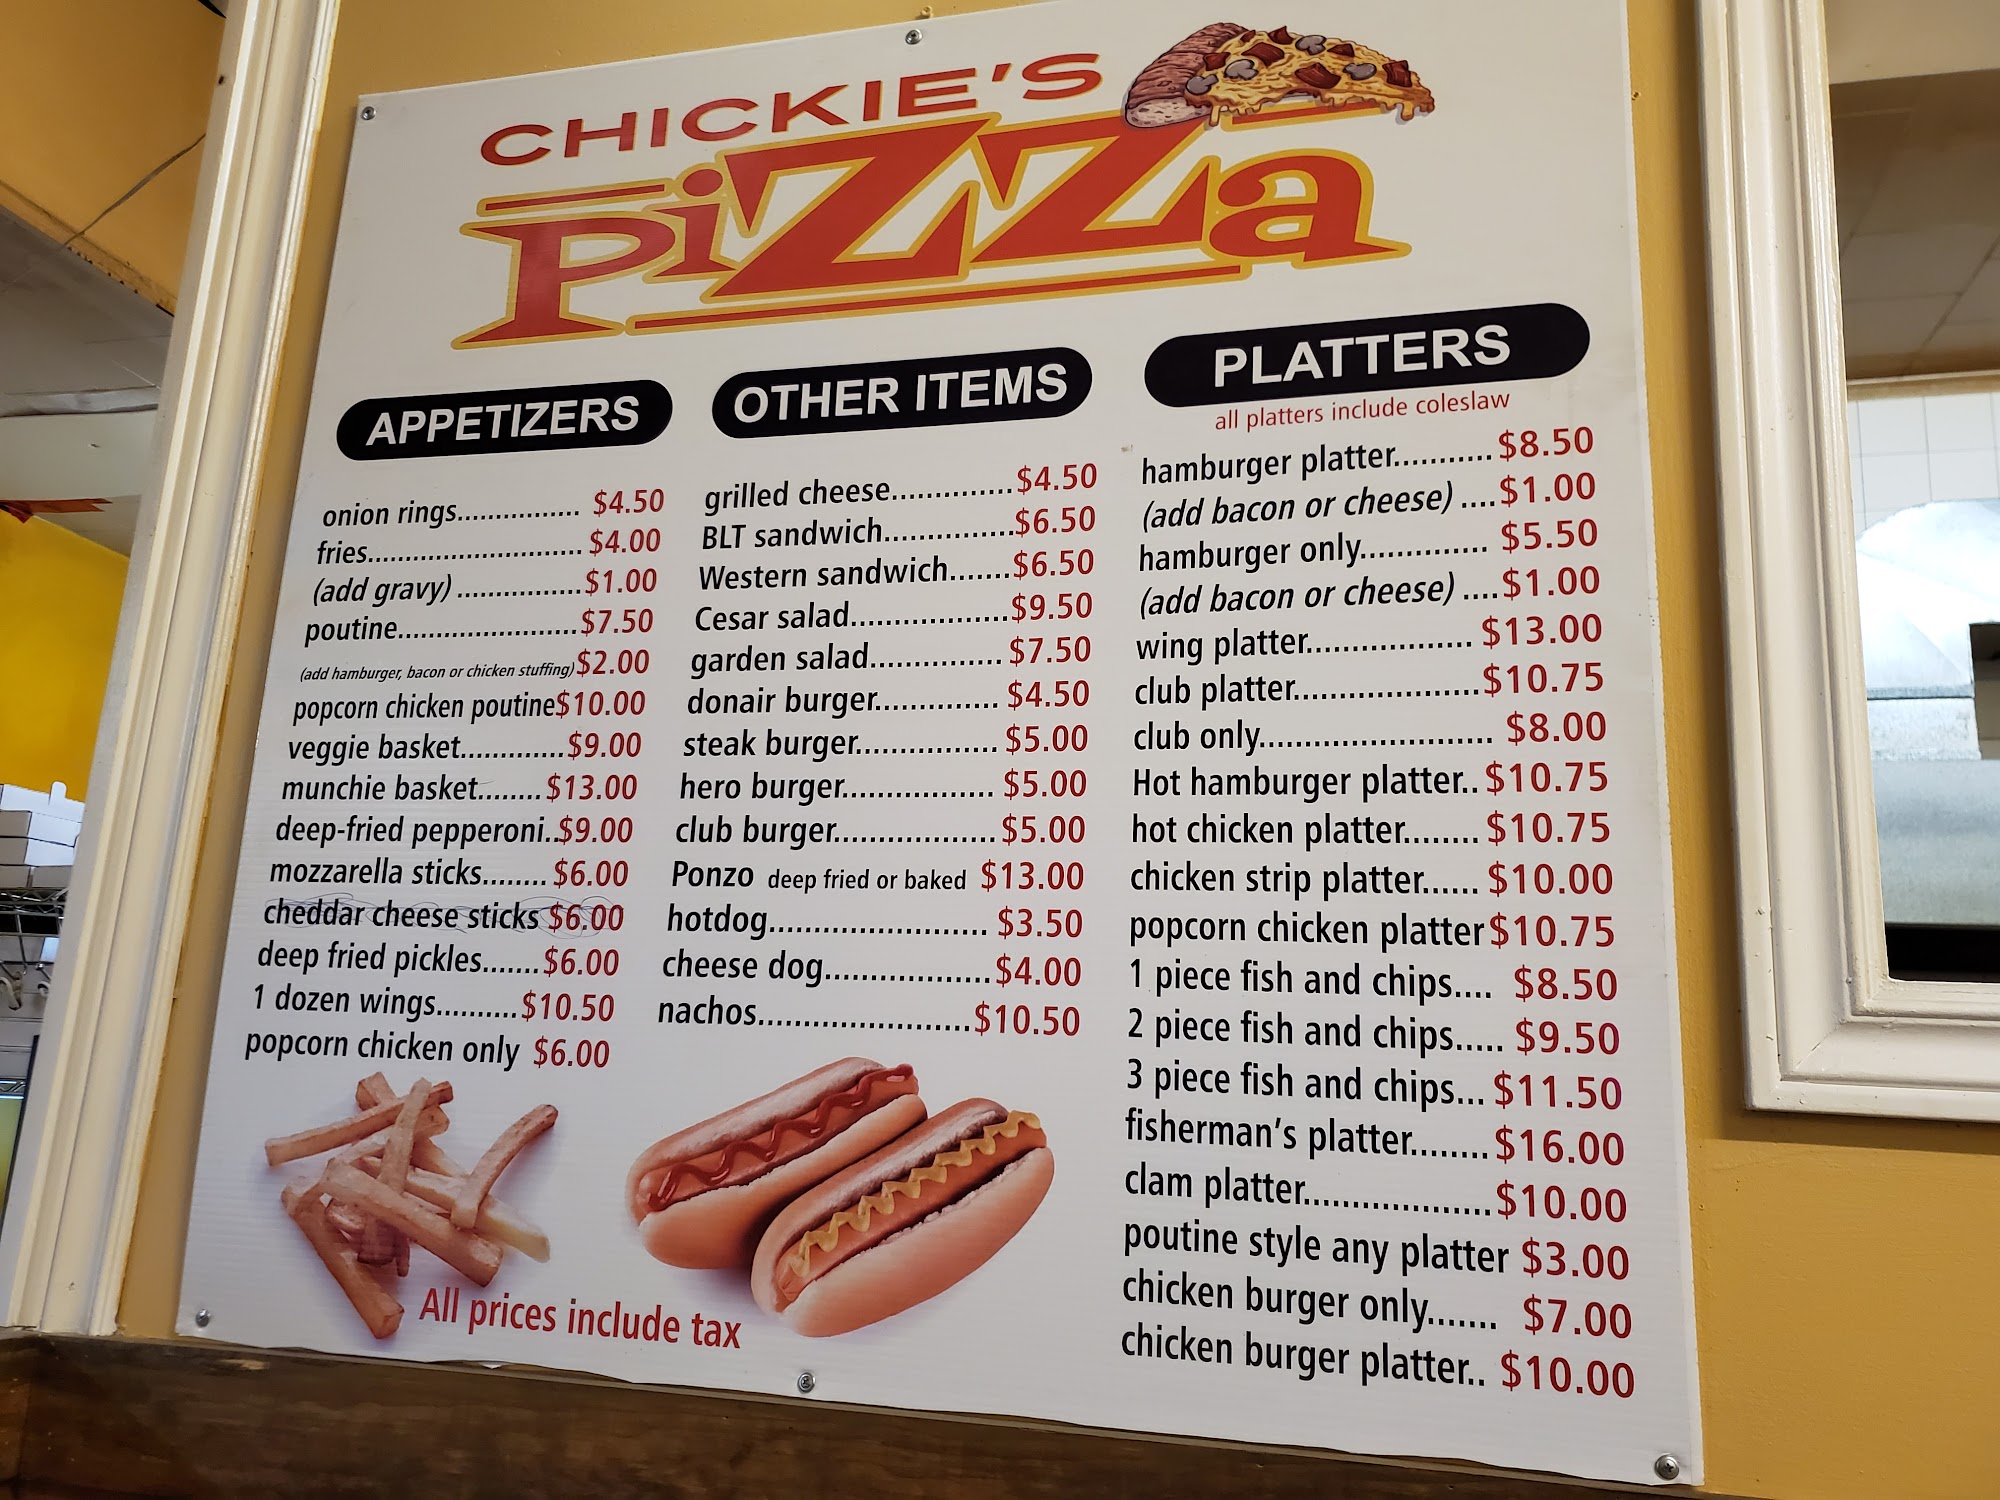 CHICKIE'S
PiZZa
APPETIZERS
onion rings................ $4.50
fries............................ $4.00
(add gravy) ................$1.00
poutine.......................$7.50
(add hamburger, bacon or chicken stuffing)$2.00
popcorn chicken poutine$10.00
veggie basket.............$9.00
munchie basket........$13.00
deep-fried pepperoni..$9.00
mozzarella sticks........$6.00
cheddar cheese sticks $6.00
deep fried pickles.......$6.00
1 dozen wings..........$10.50
popcorn chicken only $6.00
OTHER ITEMS
grilled cheese..............$4.50
BLT sandwich...............$6.50
Western sandwich.......$6.50
Cesar salad..................$9.50
garden salad............... $7.50
donair burger.............. $4.50
steak burger................ $5.00
hero burger................. $5.00
club burger..................$5.00
Ponzo deep fried or baked $13.00
hotdog........................ $3.50
cheese dog..................$4.00
nachos.......................$10.50
PLATTERS
all platters include coleslaw
hamburger platter...........$8.50
(add bacon or cheese) ....$1.00
hamburger only.............. $5.50
(add bacon or cheese) ....$1.00
wing platter.................. $13.00
club platter....................$10.75
club only......................... $8.00
Hot hamburger platter..$10.75
hot chicken platter........$10.75
chicken strip platter...... $10.00
popcorn chicken platter$10.75
1 piece fish and chips.... $8.50
2 piece fish and chips..... $9.50
3 piece fish and chips...$11.50
fisherman's platter........$16.00
clam platter....................$10.00
poutine style any platter $3.00
chicken burger only....... $7.00
chicken burger platter.. $10.00
All prices include tax